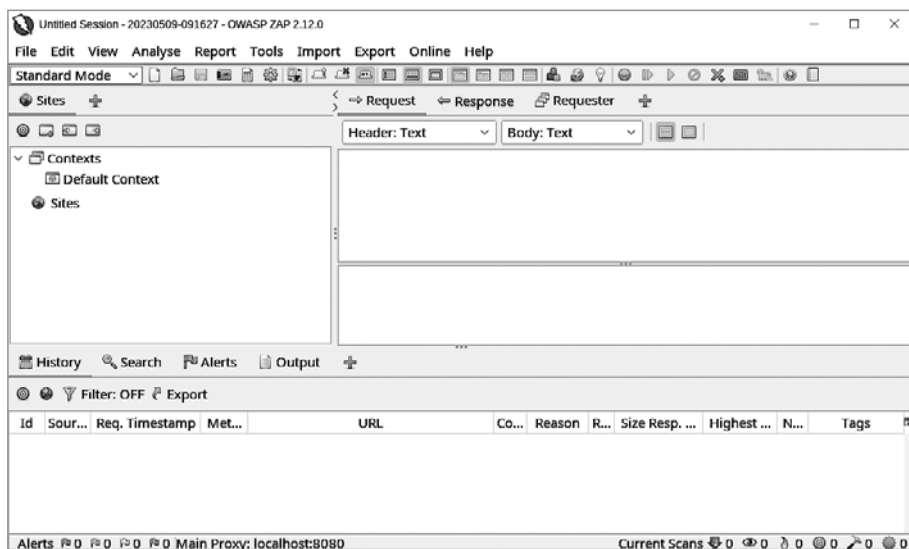 Untitled Session - 20230509-091627 - OWASP ZAP 2.12.0
File Edit View Analyse Report Tools Import Export Online Help
Standard Mode
Sites
Request Response Requester
Header: Text Body: Text
Contexts
Default Context
Sites
History Search Alerts Output
Filter: OFF Export
Id Sour... Req. Timestamp Met... URL Co... Reason R... Size Resp. ... Highest ... N... Tags
Alerts 0 0 0 0 Main Proxy: localhost:8080 Current Scans 0 0 0 0 0 0